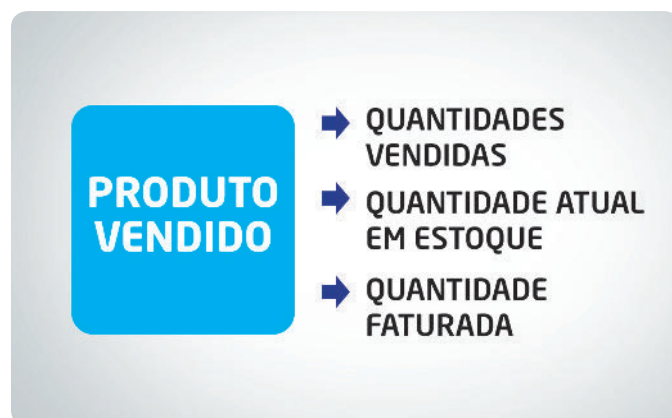 PRODUTO
VENDIDO
QUANTIDADES
VENDIDAS
QUANTIDADE ATUAL
EM ESTOQUE
QUANTIDADE
FATURADA